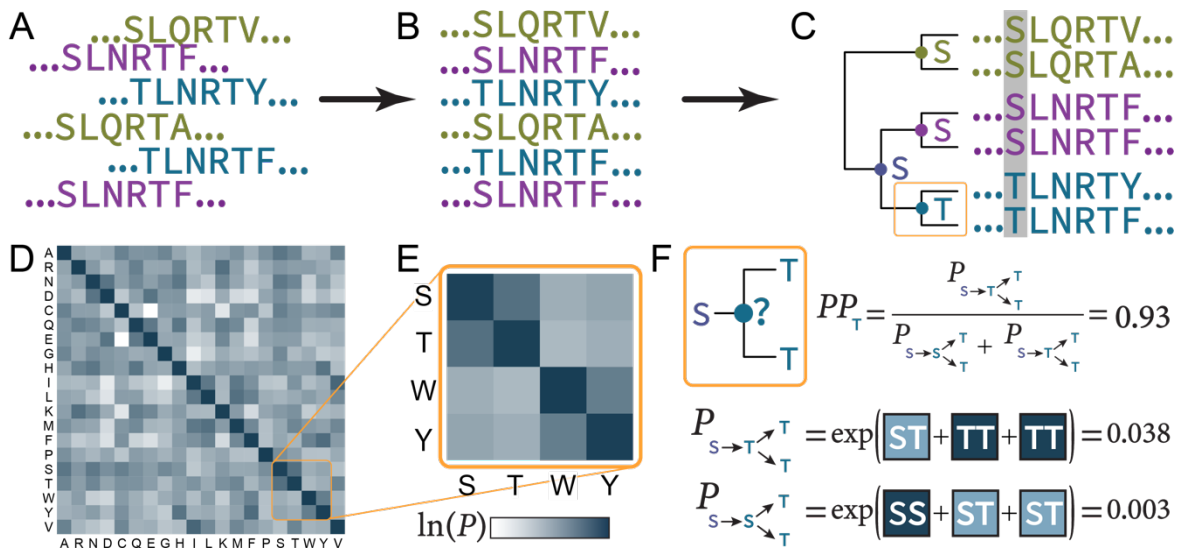 A
...SLQRTV...
...SLNRTF...
...TLNRTY...
...SLQRTA...
...TLNRTF...
...SLNRTF...
B
...SLQRTV...
...SLNRTF...
...TLNRTY...
...SLQRTA...
...TLNRTF...
...SLNRTF...
C
S
S
S
T
...SLQRTV...
...SLQRTA...
...SLNRTF...
...SLNRTF...
...TLNRTY...
...TLNRTF...
D
A
R
N
D
C
Q
E
G
H
I
L
K
M
F
P
S
T
W
Y
V
A R N D C Q E G H I L K M F P S T W Y V
E
S
T
W
Y
S T W Y
ln(P)
F
S ? T T
PP_T = P S→T T T / P S→S T T + P S→T T T = 0.93
P S→T T T = exp(ST + TT + TT) = 0.038
P S→S T T = exp(SS + ST + ST) = 0.003